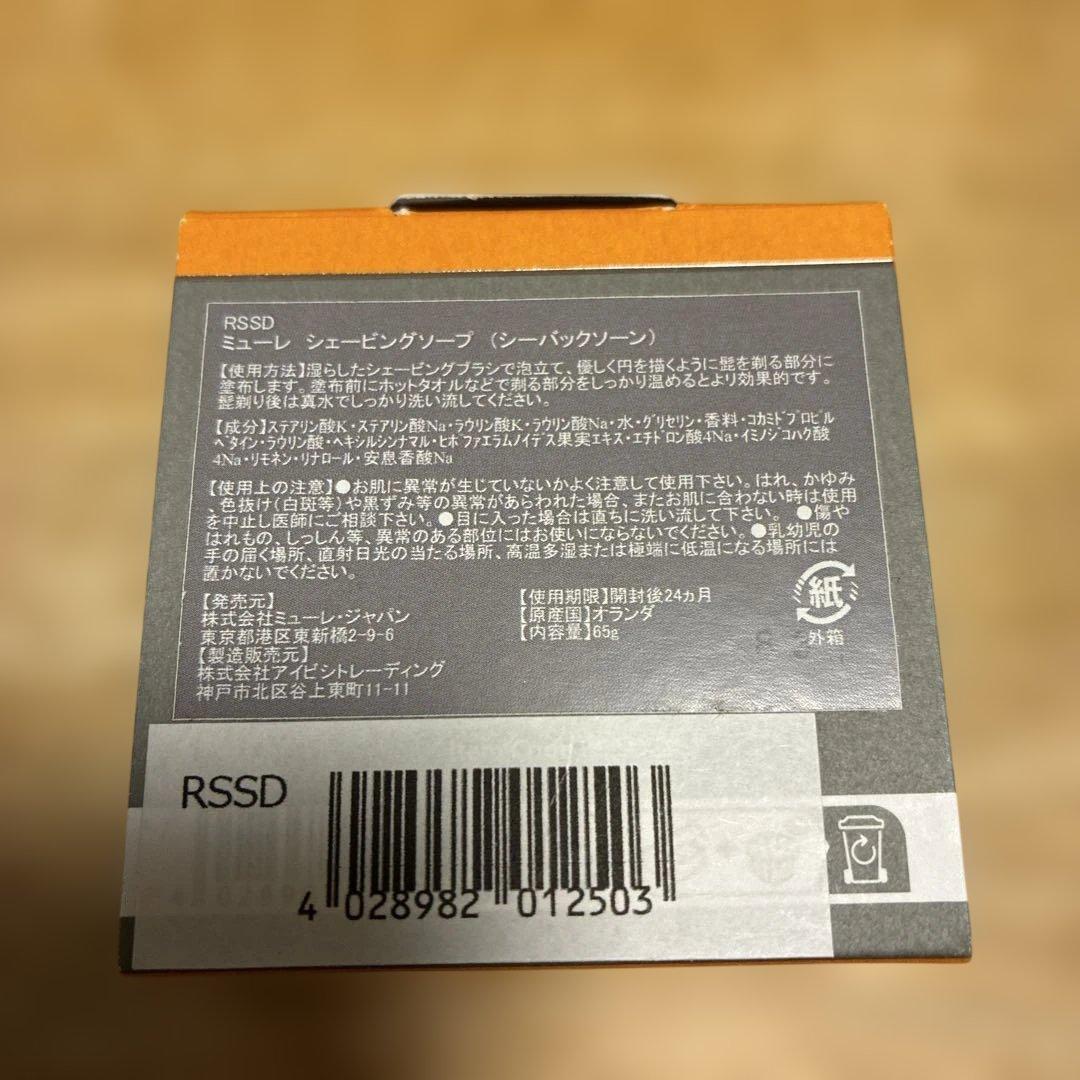 RSSD
ミューレ シェービングソープ (シーバックソーン)
【使用方法】湿らしたシェービングブラシで泡立て、優しく円を描くように髭を剃る部分に
塗布します。塗布前にホットタオルなどで剃る部分をしっかり温めるとより効果的です。
髭剃り後は真水でしっかり洗い流してください。
【成分】ステアリン酸K・ステアリン酸Na・ラウリン酸K・ラウリン酸Na・水・グリセリン・香料・コカミドプロピル
ベタイン・ラウリン酸・ヘキシルシンナマル・ヒポファエラムノイデス果実エキス・エチドロン酸4Na・イミノジコハク酸
4Na・リモネン・リナロール・安息香酸Na
【使用上の注意】●お肌に異常が生じていないかよく注意して使用下さい。はれ、かゆみ
、色抜け(白斑等)や黒ずみ等の異常があらわれた場合、またお肌に合わない時は使用
を中止し医師にご相談下さい。●目に入った場合は直ちに洗い流して下さい。 ●傷や
はれもの、しっしん等、異常のある部位にはお使いにならないでください。●乳幼児の
手の届く場所、直射日光の当たる場所、高温多湿または極端に低温になる場所には
置かないでください。
【発売元】
株式会社ミューレ・ジャパン
東京都港区東新橋2-9-6
【製造販売元】
株式会社アイビシトレーディング
神戸市北区谷上東町11-11
【使用期限】開封後24ヵ月
【原産国】オランダ
【内容量】65g
紙
外箱
RSSD
4 028982 012503